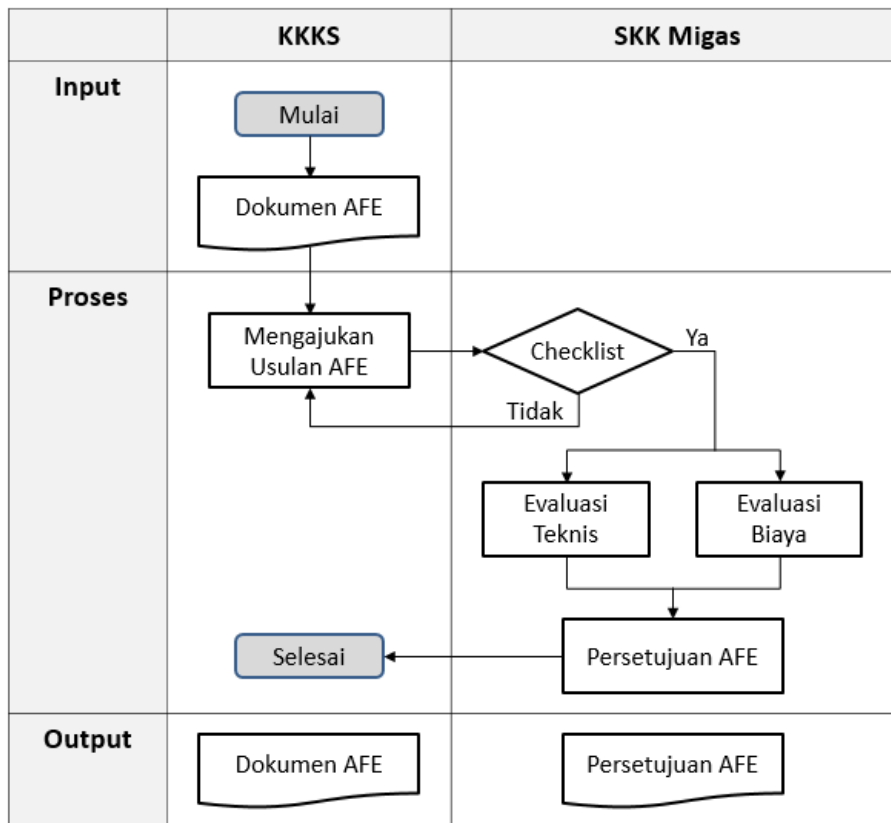 KKKS
SKK Migas
Input
Mulai
Dokumen AFE
Proses
Mengajukan
Usulan AFE
Checklist
Ya
Tidak
Evaluasi
Teknis
Evaluasi
Biaya
Selesai
Persetujuan AFE
Output
Dokumen AFE
Persetujuan AFE